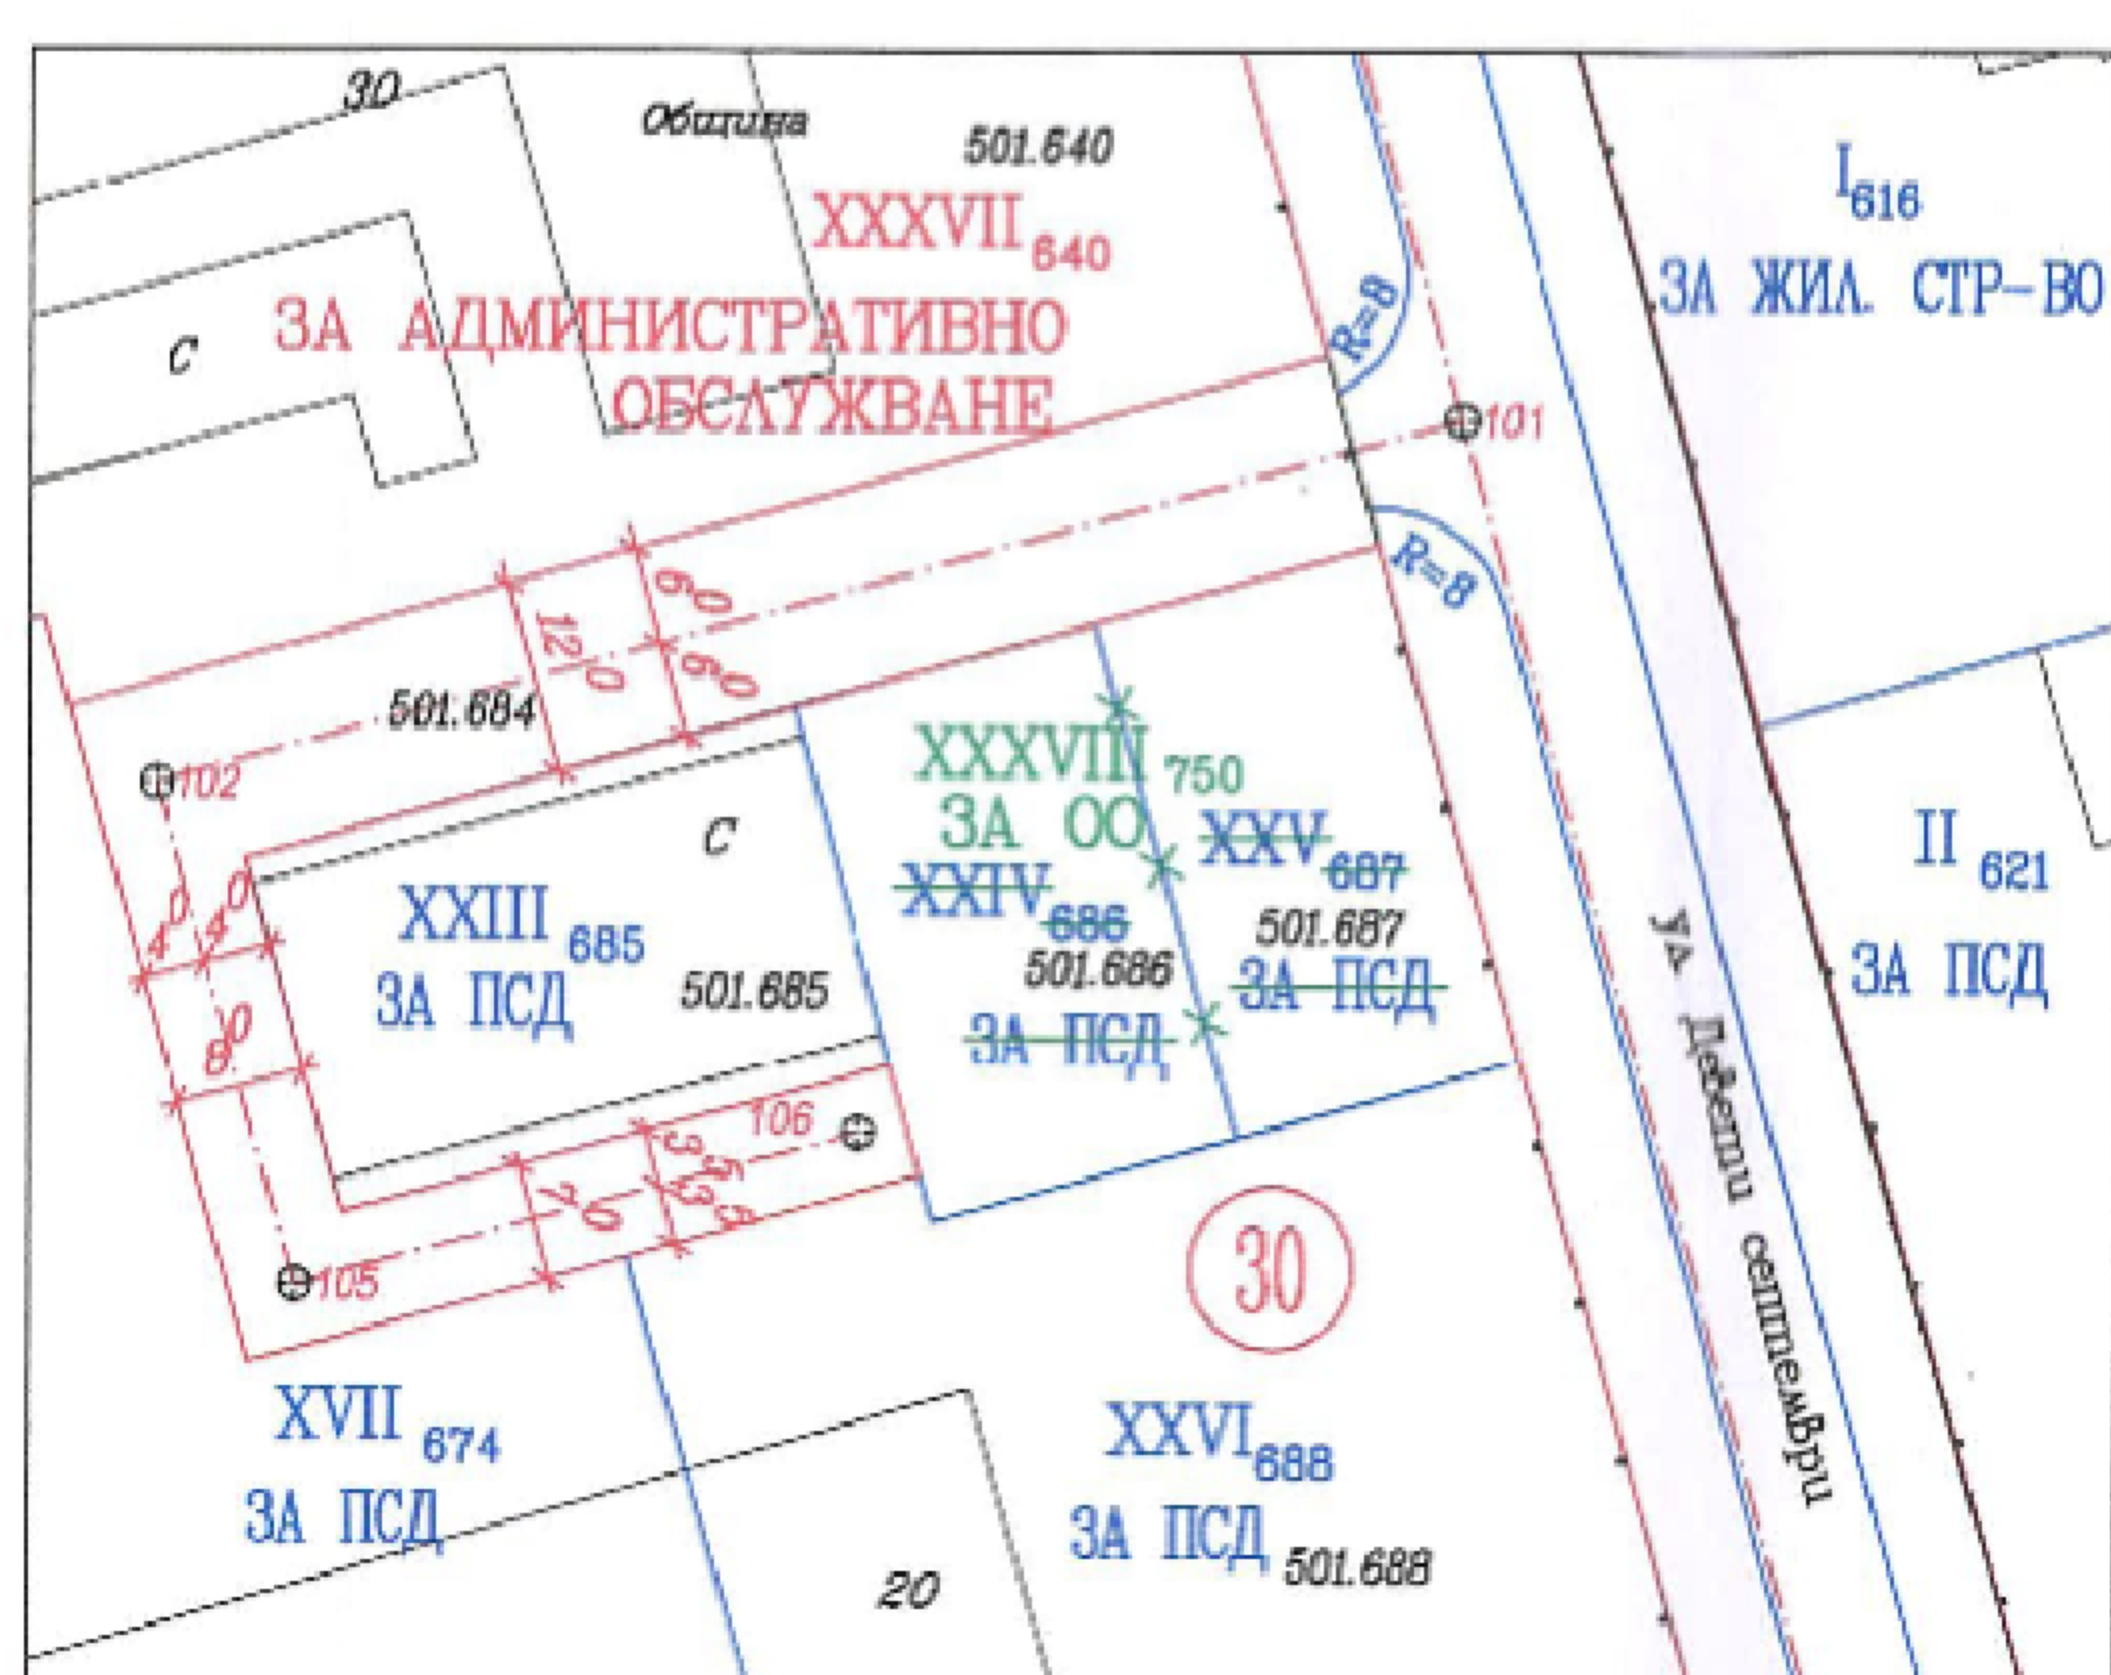 30
Община
501.640
XXXVII 640
ЗА АДМИНИСТРАТИВНО
ОБСЛУЖВАНЕ
С
I 616
ЗА ЖИЛ. СТР-ВО
R=8
101
R=8
6 0
12 0
6 0
501.684
102
XXXVIII 750
ЗА ОО
XXV 687
XXIV 686
501.687
501.686
ЗА ПСД
ЗА ПСД
С
XXIII 685
ЗА ПСД
501.685
4 0
4 0
8 0
II 621
ЗА ПСД
ул Девети септември
106
3 5
3 5
7 0
105
30
XVII 674
ЗА ПСД
XXVI 688
ЗА ПСД
501.688
20